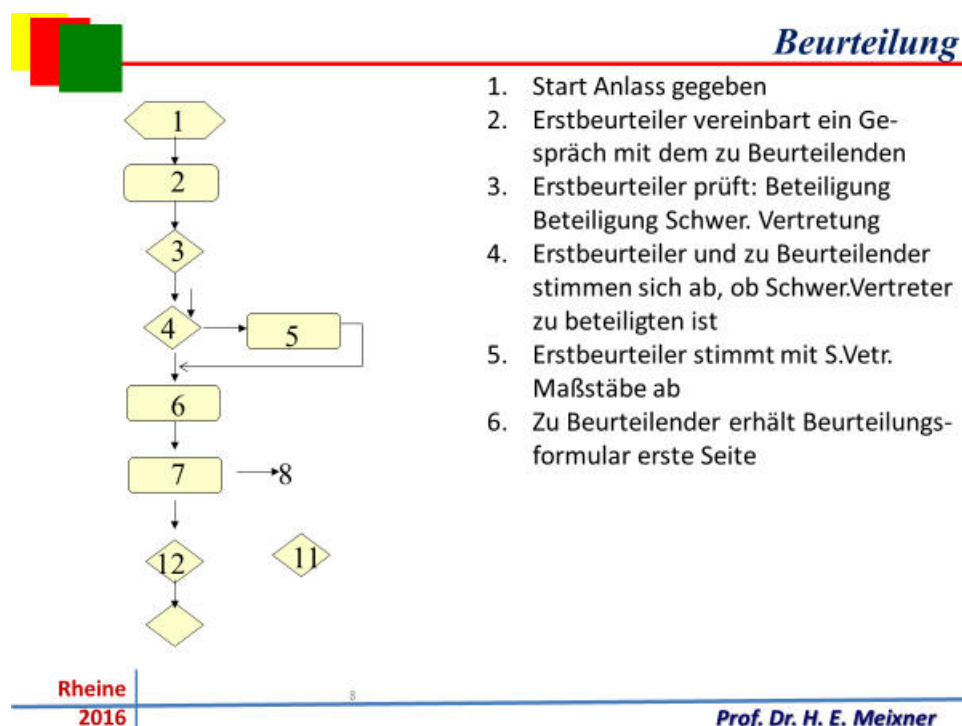 Beurteilung
1
2
3
4
5
6
7
8
12
11
1. Start Anlass gegeben
2. Erstbeurteiler vereinbart ein Ge-
spräch mit dem zu Beurteilenden
3. Erstbeurteiler prüft: Beteiligung
Beteiligung Schwer. Vertretung
4. Erstbeurteiler und zu Beurteilender
stimmen sich ab, ob Schwer.Vertreter
zu beteiligten ist
5. Erstbeurteiler stimmt mit S.Vetr.
Maßstäbe ab
6. Zu Beurteilender erhält Beurteilungs-
formular erste Seite
Rheine
2016
8
Prof. Dr. H. E. Meixner